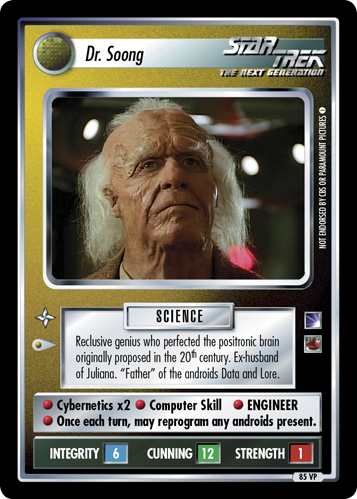 Dr. Soong
STAR TREK
THE NEXT GENERATION
NOT ENDORSED BY CBS OR PARAMOUNT PICTURES
SCIENCE
Reclusive genius who perfected the positronic brain
originally proposed in the 20th century. Ex-husband
of Juliana. “Father” of the androids Data and Lore.
• Cybernetics x2 • Computer Skill • ENGINEER
• Once each turn, may reprogram any androids present.
INTEGRITY 6 CUNNING 12 STRENGTH 1
85 VP